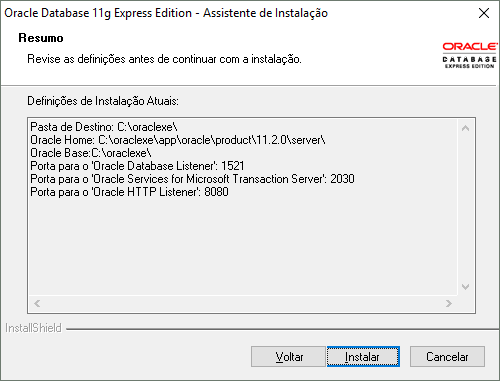 Oracle Database 11g Express Edition - Assistente de Instalação
Resumo
Revise as definições antes de continuar com a instalação.
ORACLE
DATABASE
EXPRESS EDITION
Definições de Instalação Atuais:
Pasta de Destino: C:\oraclexe\
Oracle Home: C:\oraclexe\app\oracle\product\11.2.0\server\
Oracle Base:C:\oraclexe\
Porta para o 'Oracle Database Listener': 1521
Porta para o 'Oracle Services for Microsoft Transaction Server': 2030
Porta para o 'Oracle HTTP Listener': 8080
InstallShield
Voltar
Instalar
Cancelar